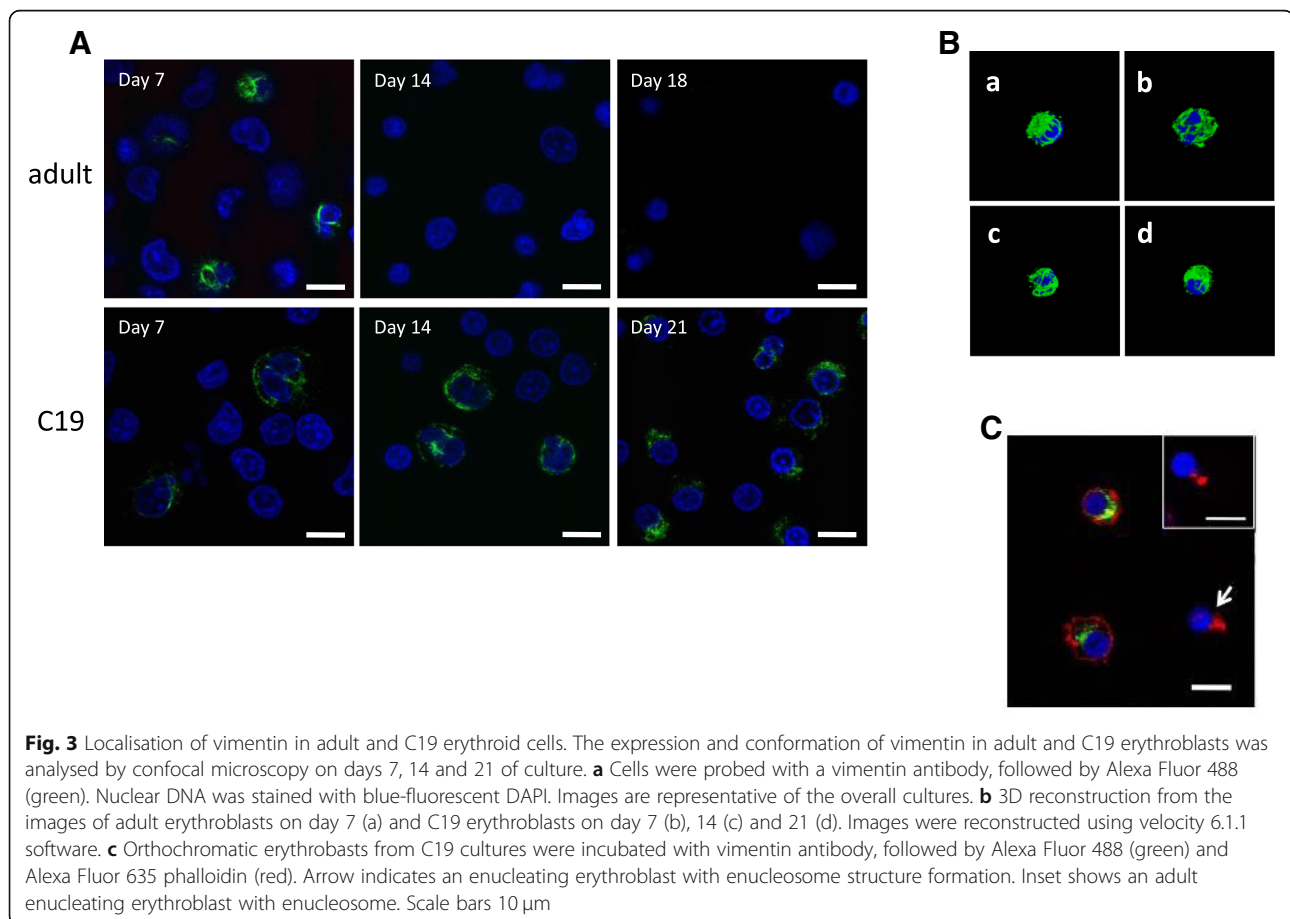 A
B
Day 7
Day 14
Day 18
adult
Day 7
Day 14
Day 21
C19
a
b
c
d
C
Fig. 3 Localisation of vimentin in adult and C19 erythroid cells. The expression and conformation of vimentin in adult and C19 erythroblasts was
analysed by confocal microscopy on days 7, 14 and 21 of culture. a Cells were probed with a vimentin antibody, followed by Alexa Fluor 488
(green). Nuclear DNA was stained with blue-fluorescent DAPI. Images are representative of the overall cultures. b 3D reconstruction from the
images of adult erythroblasts on day 7 (a) and C19 erythroblasts on day 7 (b), 14 (c) and 21 (d). Images were reconstructed using velocity 6.1.1
software. c Orthochromatic erythrobasts from C19 cultures were incubated with vimentin antibody, followed by Alexa Fluor 488 (green) and
Alexa Fluor 635 phalloidin (red). Arrow indicates an enucleating erythroblast with enucleosome structure formation. Inset shows an adult
enucleating erythroblast with enucleosome. Scale bars 10 μm